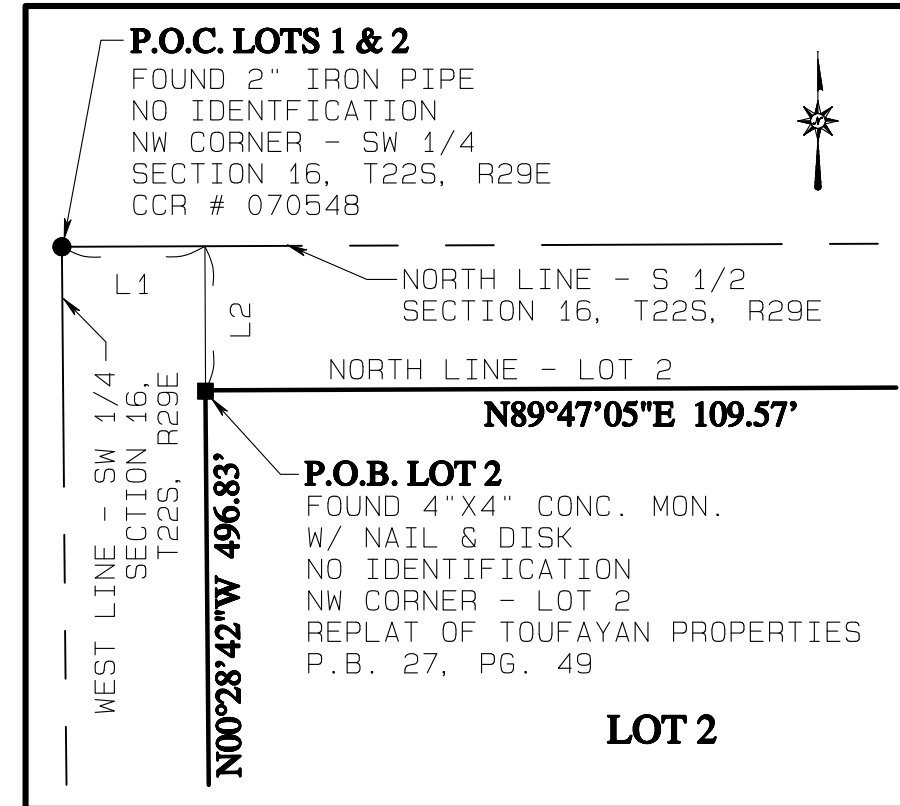 P.O.C. LOTS 1 & 2
FOUND 2" IRON PIPE
NO IDENTFICATION
NW CORNER - SW 1/4
SECTION 16, T22S, R29E
CCR # 070548
N
L1
NORTH LINE - S 1/2
SECTION 16, T22S, R29E
L2
NORTH LINE - LOT 2
N89°47'05"E 109.57'
WEST LINE - SW 1/4
SECTION 16,
T22S, R29E
N00°28'42"W 496.83'
P.O.B. LOT 2
FOUND 4"X4" CONC. MON.
W/ NAIL & DISK
NO IDENTIFICATION
NW CORNER - LOT 2
REPLAT OF TOUFAYAN PROPERTIES
P.B. 27, PG. 49
LOT 2